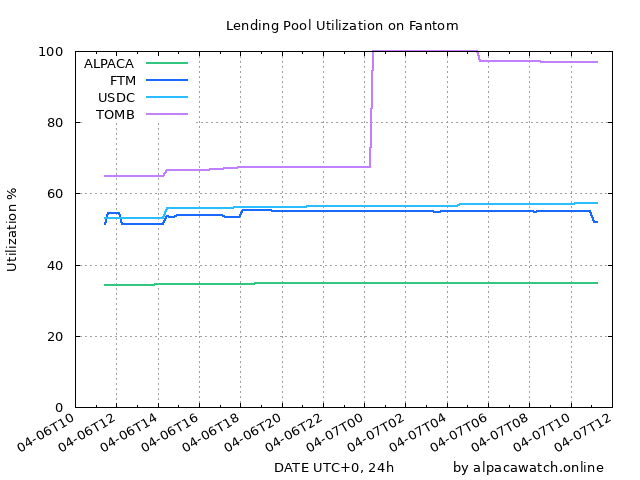 Lending Pool Utilization on Fantom
Utilization %
100
80
60
40
20
0
ALPACA
FTM
USDC
TOMB
04-06T10
04-06T12
04-06T14
04-06T16
04-06T18
04-06T20
04-06T22
04-07T00
04-07T02
04-07T04
04-07T06
04-07T08
04-07T10
04-07T12
DATE UTC+0, 24h
by alpacawatch.online